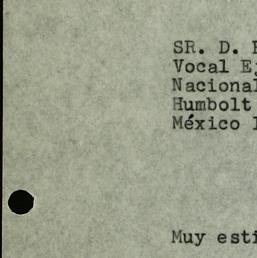 SR. D.
Vocal
Nacional
Humbolt
México
Muy